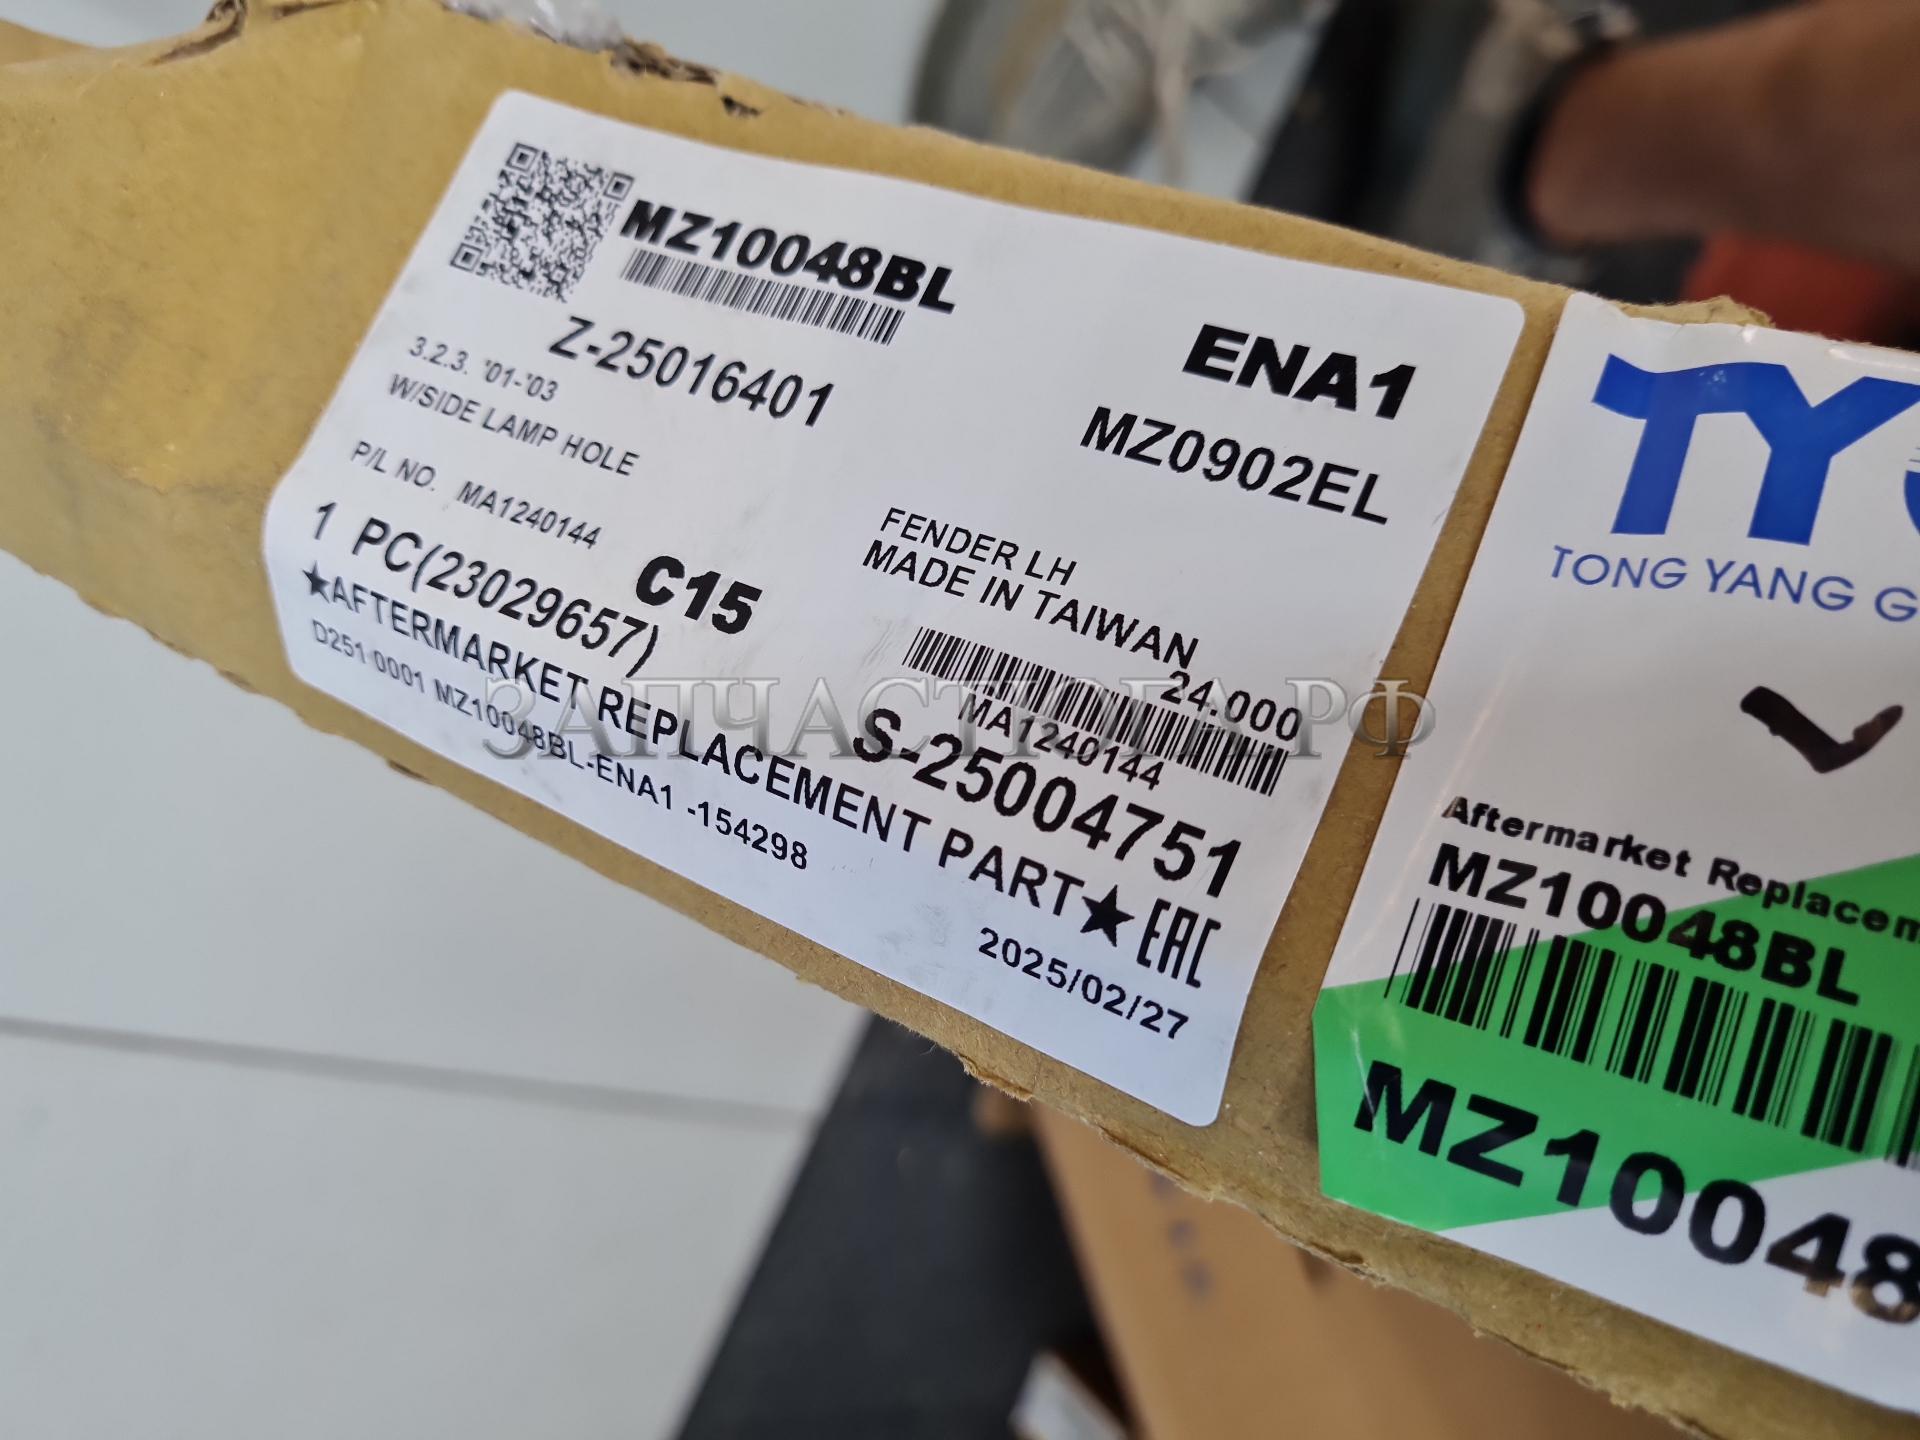 MZ10048BL
Z-25016401
3.2.3. '01-'03
W/SIDE LAMP HOLE
P/L NO. MA1240144
1 PC(23029657)
C15
ENA1
MZ0902EL
FENDER LH
MADE IN TAIWAN
24.000
MA1240144
S-25004751
★AFTERMARKET REPLACEMENT PART★ EAC
D251 0001 MZ10048BL-ENA1 -154298
2025/02/27
ЗАПЧАСТЮГА.РФ
TY
TONG YANG G
Aftermarket Replacem
MZ10048BL
MZ10048